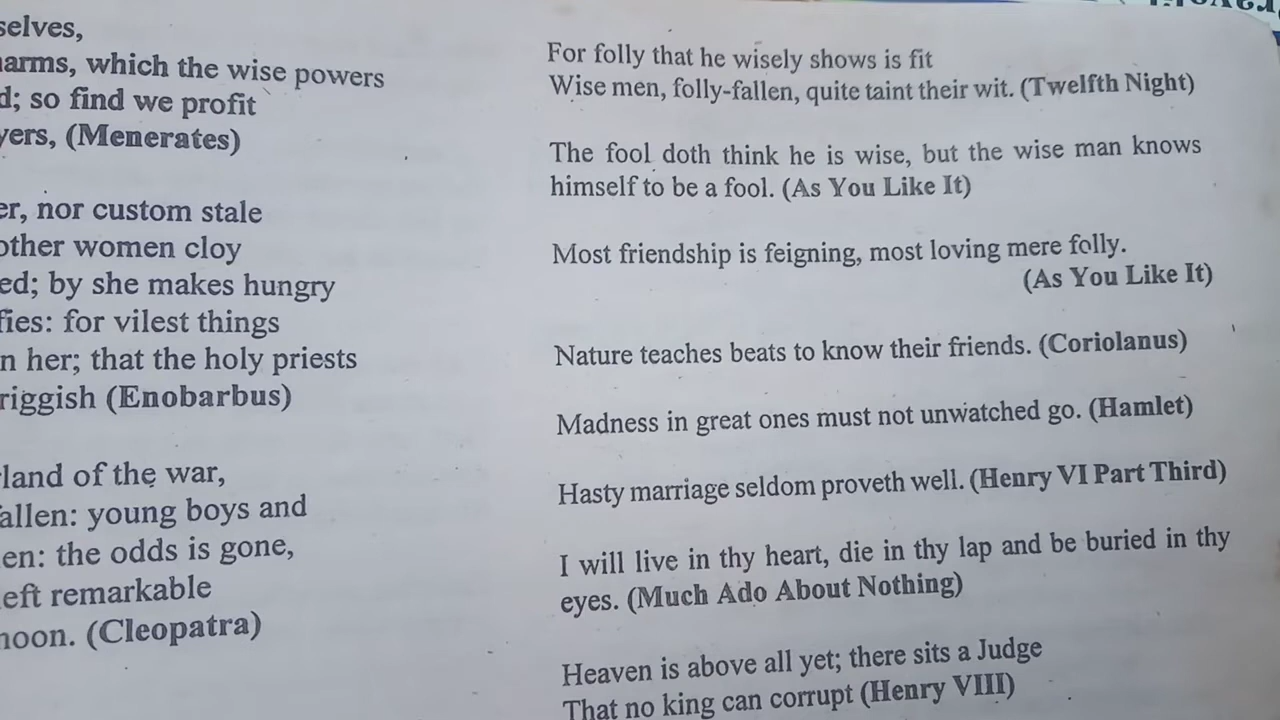 selves,
arms, which the wise powers
d; so find we profit
yers, (Menerates)
er, nor custom stale
other women cloy
ed; by she makes hungry
fies: for vilest things
n her; that the holy priests
riggish (Enobarbus)
land of the war,
allen: young boys and
en: the odds is gone,
eft remarkable
noon. (Cleopatra)
For folly that he wisely shows is fit
Wise men, folly-fallen, quite taint their wit. (Twelfth Night)
The fool doth think he is wise, but the wise man knows
himself to be a fool. (As You Like It)
Most friendship is feigning, most loving mere folly.
(As You Like It)
Nature teaches beats to know their friends. (Coriolanus)
Madness in great ones must not unwatched go. (Hamlet)
Hasty marriage seldom proveth well. (Henry VI Part Third)
I will live in thy heart, die in thy lap and be buried in thy
eyes. (Much Ado About Nothing)
Heaven is above all yet; there sits a Judge
That no king can corrupt (Henry VIII)